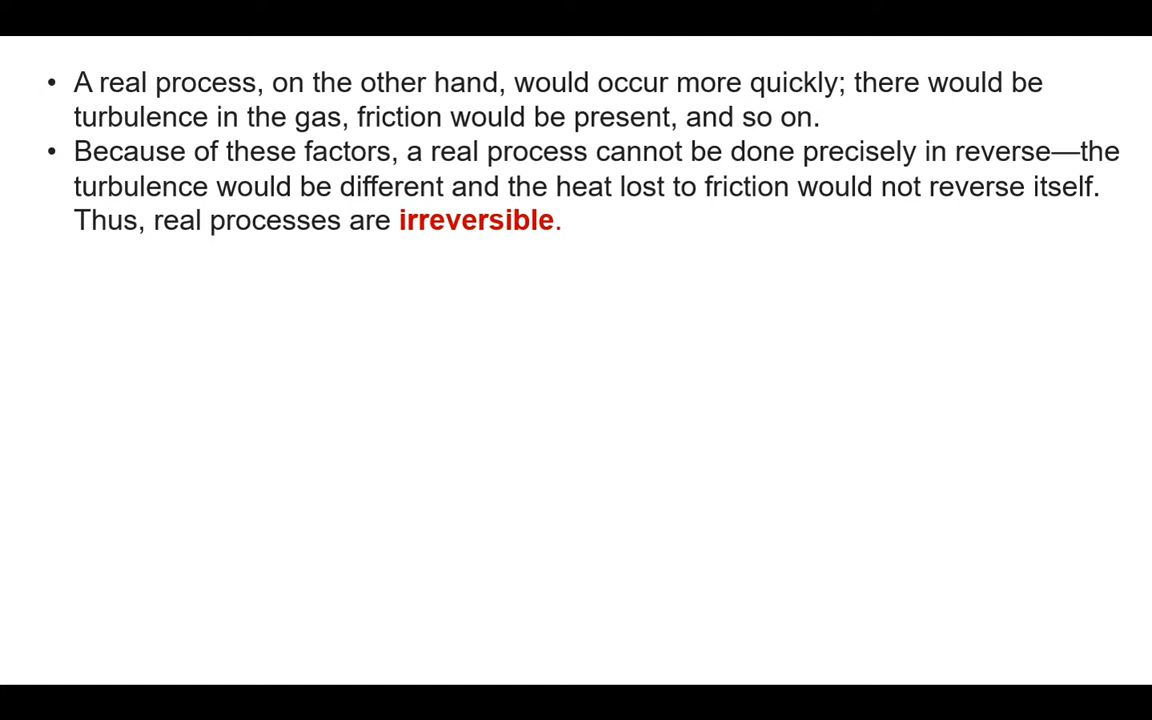 • A real process, on the other hand, would occur more quickly; there would be
turbulence in the gas, friction would be present, and so on.
• Because of these factors, a real process cannot be done precisely in reverse—the
turbulence would be different and the heat lost to friction would not reverse itself.
Thus, real processes are irreversible.